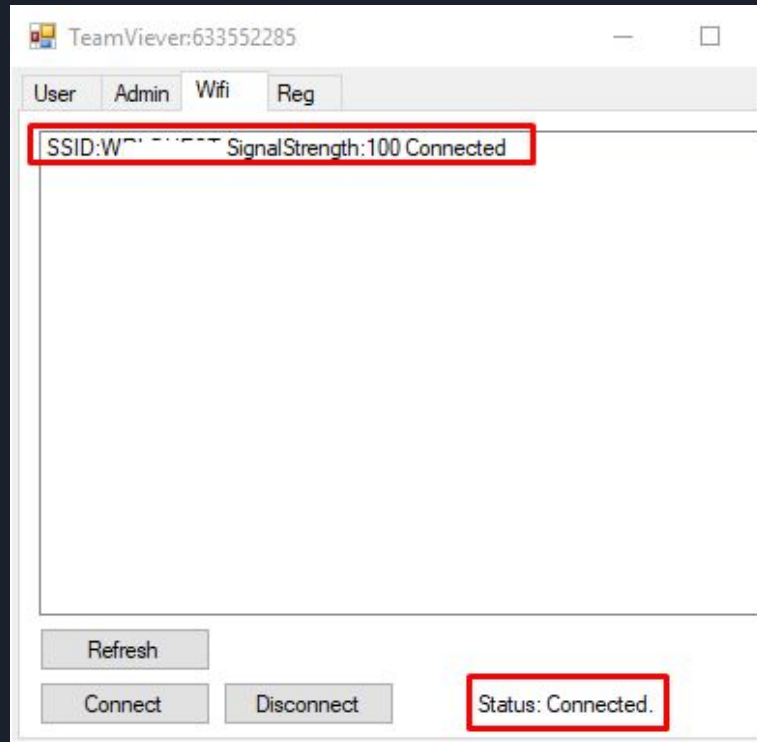 TeamViever:633552285
User Admin Wifi Reg
SignalStrength:100 Connected
Refresh
Connect Disconnect Status: Connected.